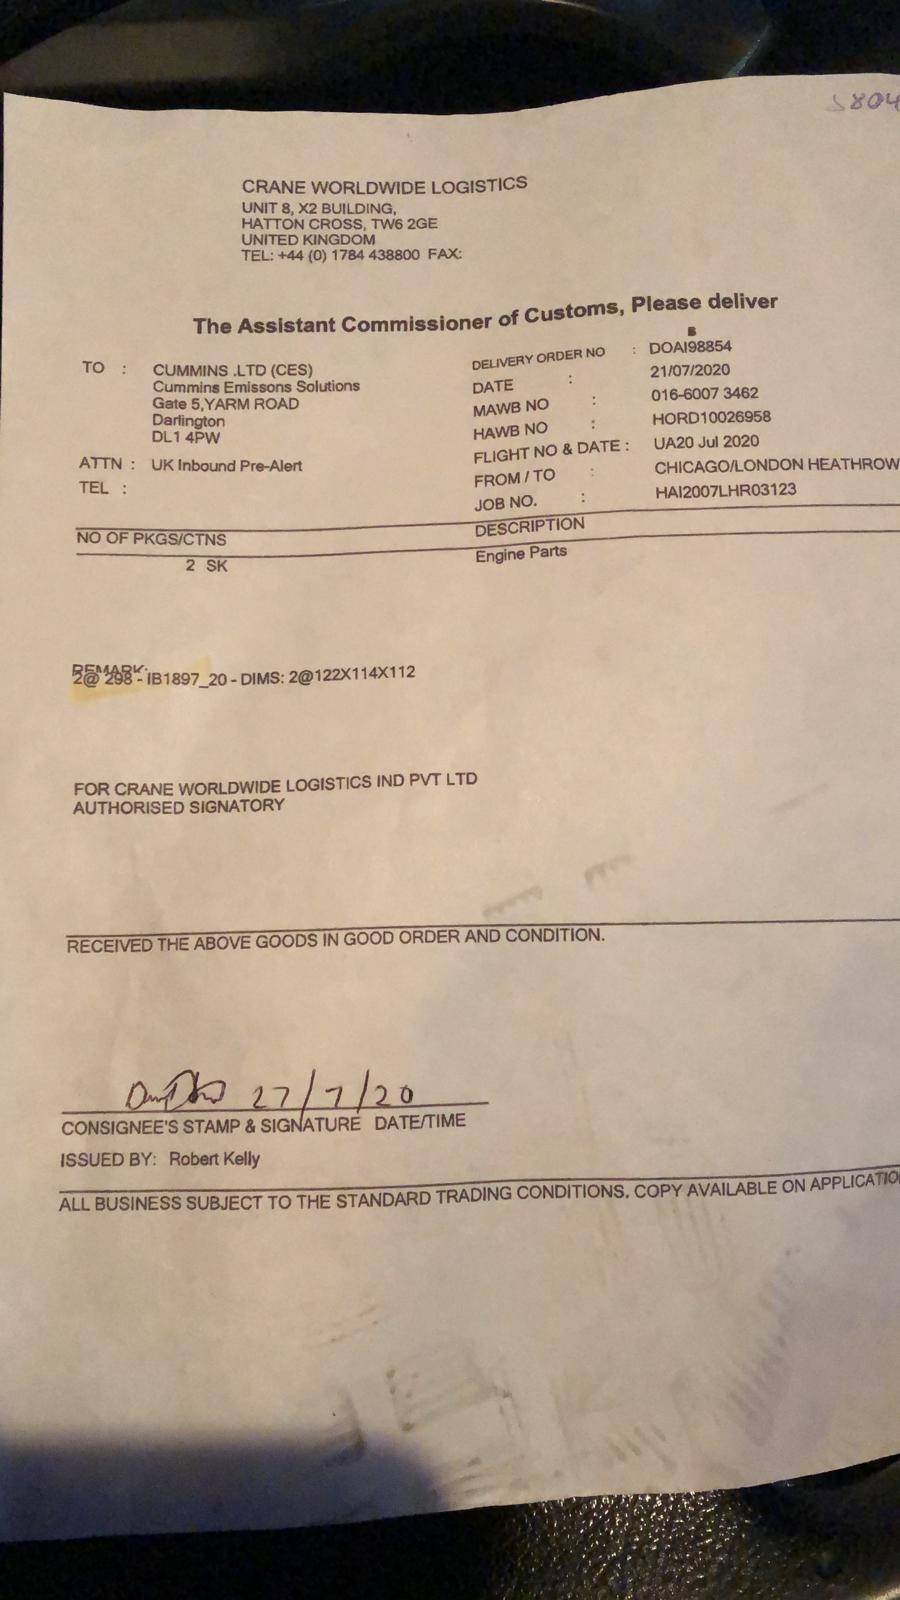 5804
CRANE WORLDWIDE LOGISTICS
UNIT 8, X2 BUILDING,
HATTON CROSS, TW6 2GE
UNITED KINGDOM
TEL: +44 (0) 1784 438800 FAX:
The Assistant Commissioner of Customs, Please deliver
B
TO : CUMMINS .LTD (CES)
Cummins Emissons Solutions
Gate 5,YARM ROAD
Darlington
DL1 4PW
ATTN : UK Inbound Pre-Alert
TEL :
DELIVERY ORDER NO : DOAI98854
DATE : 21/07/2020
MAWB NO : 016-6007 3462
HAWB NO : HORD10026958
FLIGHT NO & DATE : UA20 Jul 2020
FROM / TO : CHICAGO/LONDON HEATHROW
JOB NO. : HAI2007LHR03123
NO OF PKGS/CTNS DESCRIPTION
2 SK Engine Parts
REMARK:
2@ 298 - IB1897_20 - DIMS: 2@122X114X112
FOR CRANE WORLDWIDE LOGISTICS IND PVT LTD
AUTHORISED SIGNATORY
RECEIVED THE ABOVE GOODS IN GOOD ORDER AND CONDITION.
27/7/20
CONSIGNEE'S STAMP & SIGNATURE DATE/TIME
ISSUED BY: Robert Kelly
ALL BUSINESS SUBJECT TO THE STANDARD TRADING CONDITIONS. COPY AVAILABLE ON APPLICATIO